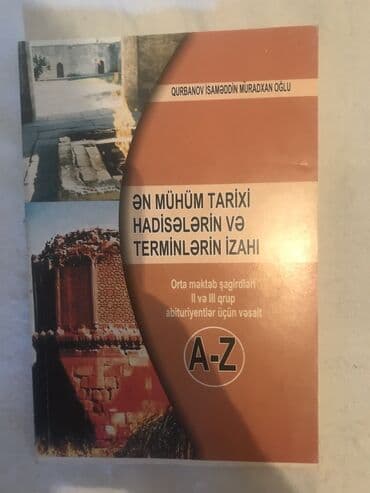 QURBANOV İSAMƏDDİN MÜRADXAN OĞLU
ƏN MÜHÜM TARİXİ
HADİSƏLƏRİN VƏ
TERMİNLƏRİN İZAHI
Orta məktəb şagirdləri
II və III qrup
abituriyentlər üçün vəsait
A-Z